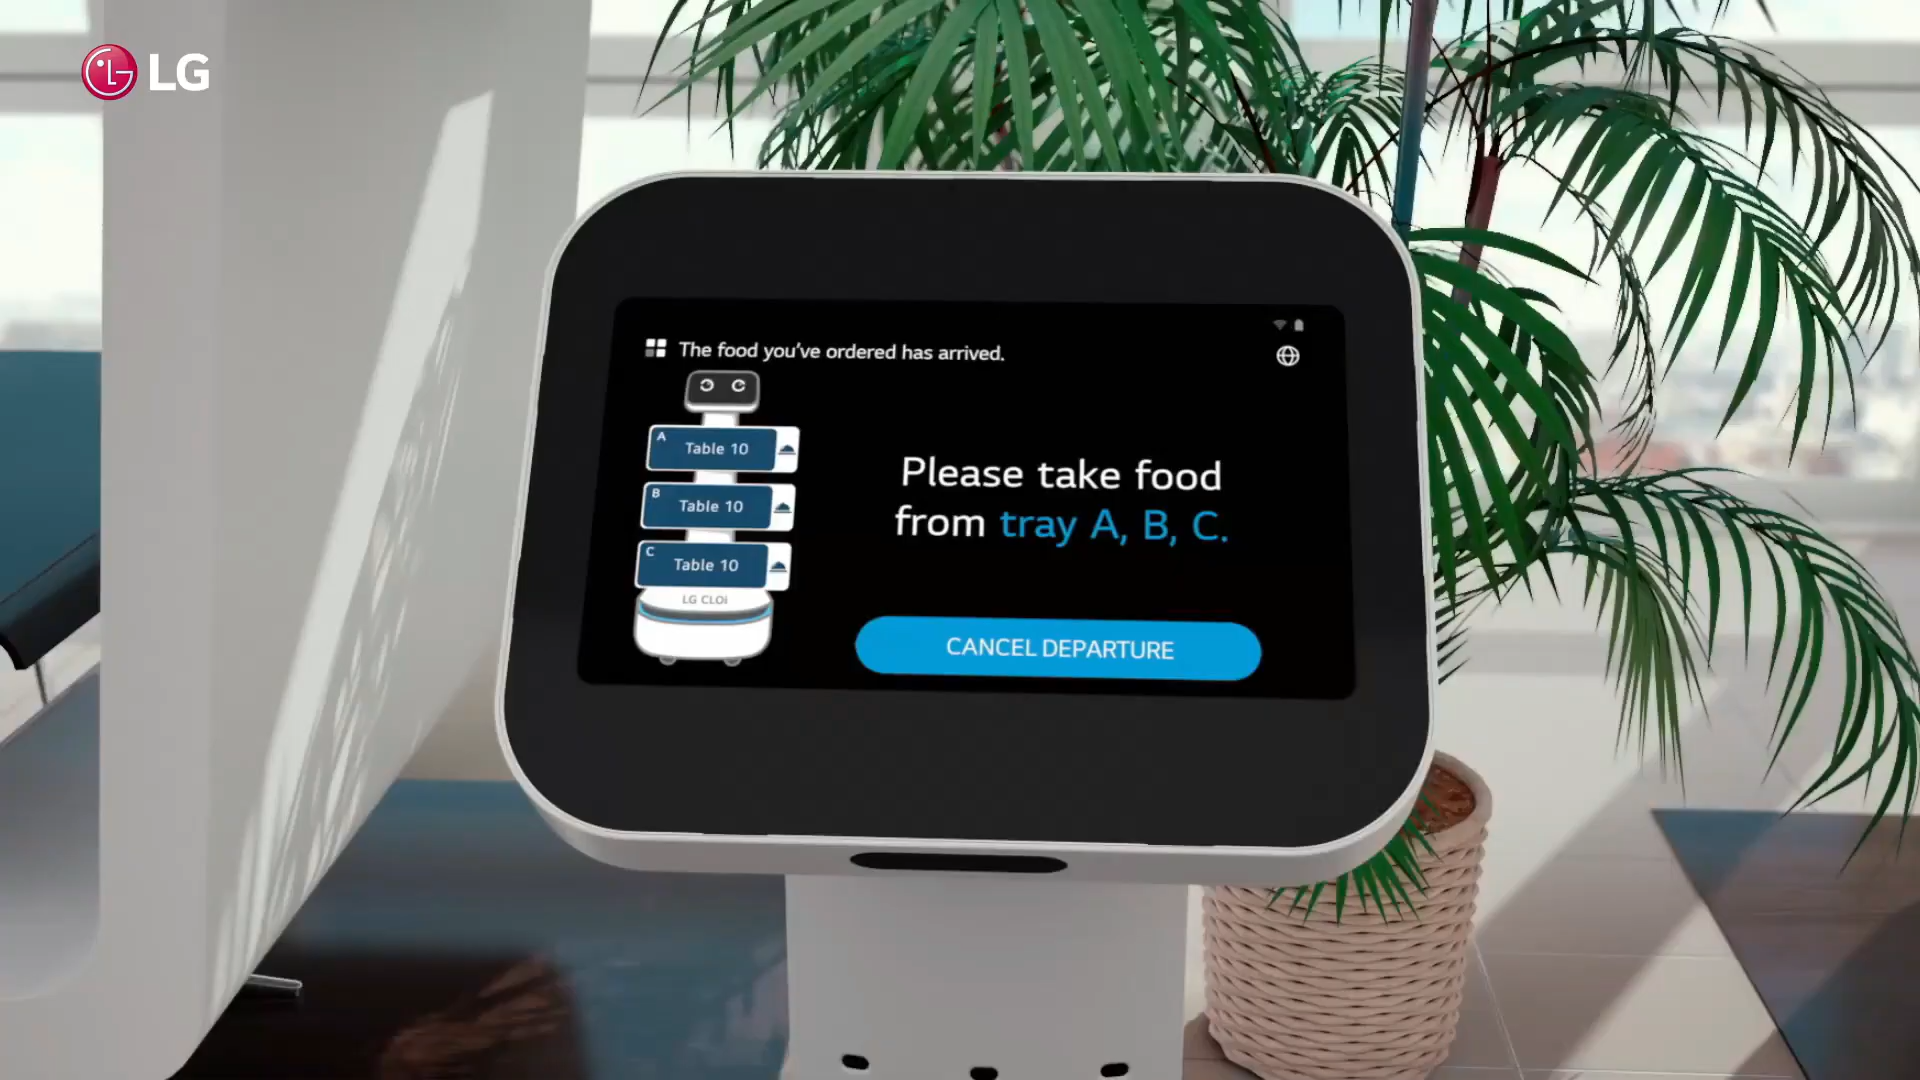 LG
The food you've ordered has arrived.
A Table 10
B Table 10
C Table 10
LG CLOi
Please take food
from tray A, B, C.
CANCEL DEPARTURE